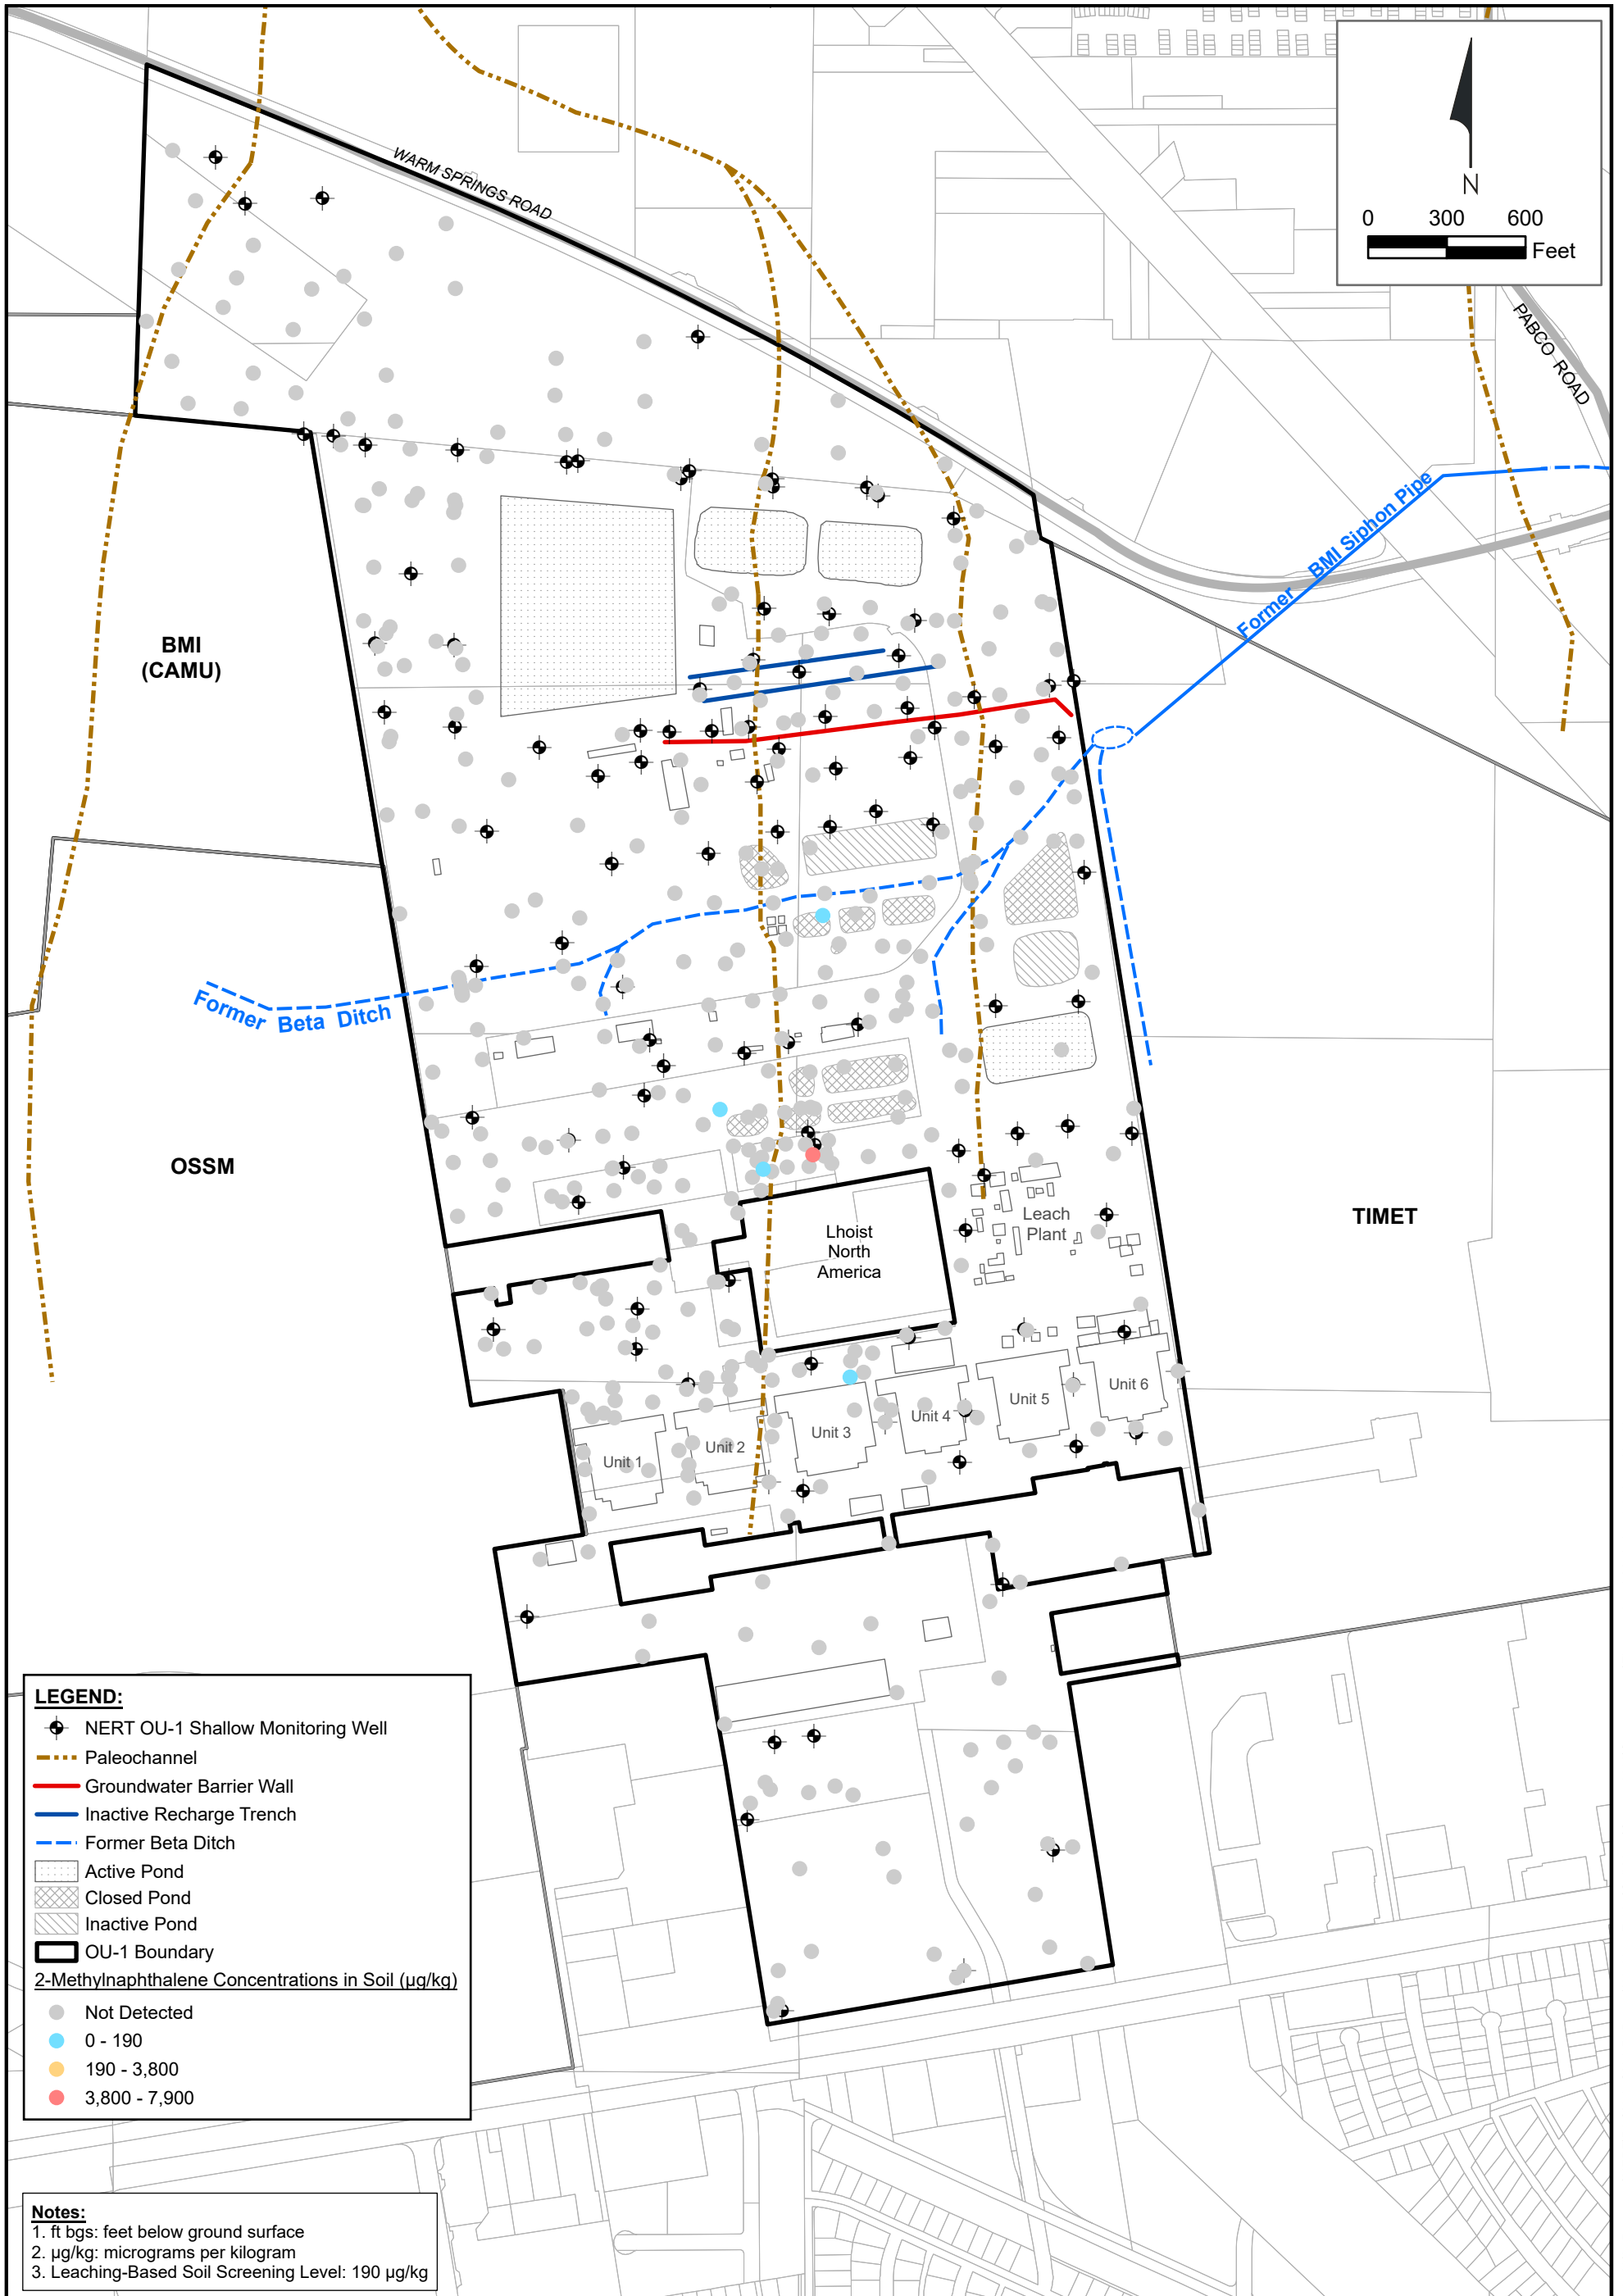 WARM SPRINGS ROAD
N
0 300 600
Feet
PABCO ROAD
Former BMI Siphon Pipe
BMI
(CAMU)
Former Beta Ditch
OSSM
TIMET
Lhoist
North
America
Leach
Plant
Unit 1
Unit 2
Unit 3
Unit 4
Unit 5
Unit 6
LEGEND:
NERT OU-1 Shallow Monitoring Well
Paleochannel
Groundwater Barrier Wall
Inactive Recharge Trench
Former Beta Ditch
Active Pond
Closed Pond
Inactive Pond
OU-1 Boundary
2-Methylnaphthalene Concentrations in Soil (µg/kg)
Not Detected
0 - 190
190 - 3,800
3,800 - 7,900
Notes:
1. ft bgs: feet below ground surface
2. µg/kg: micrograms per kilogram
3. Leaching-Based Soil Screening Level: 190 µg/kg